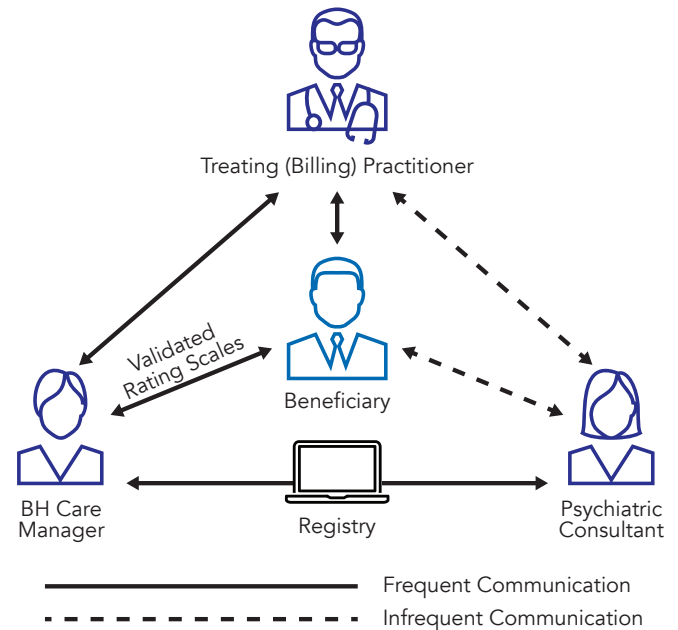 Treating (Billing) Practitioner
Validated
Rating Scales
Beneficiary
BH Care
Manager
Registry
Psychiatric
Consultant
Frequent Communication
Infrequent Communication